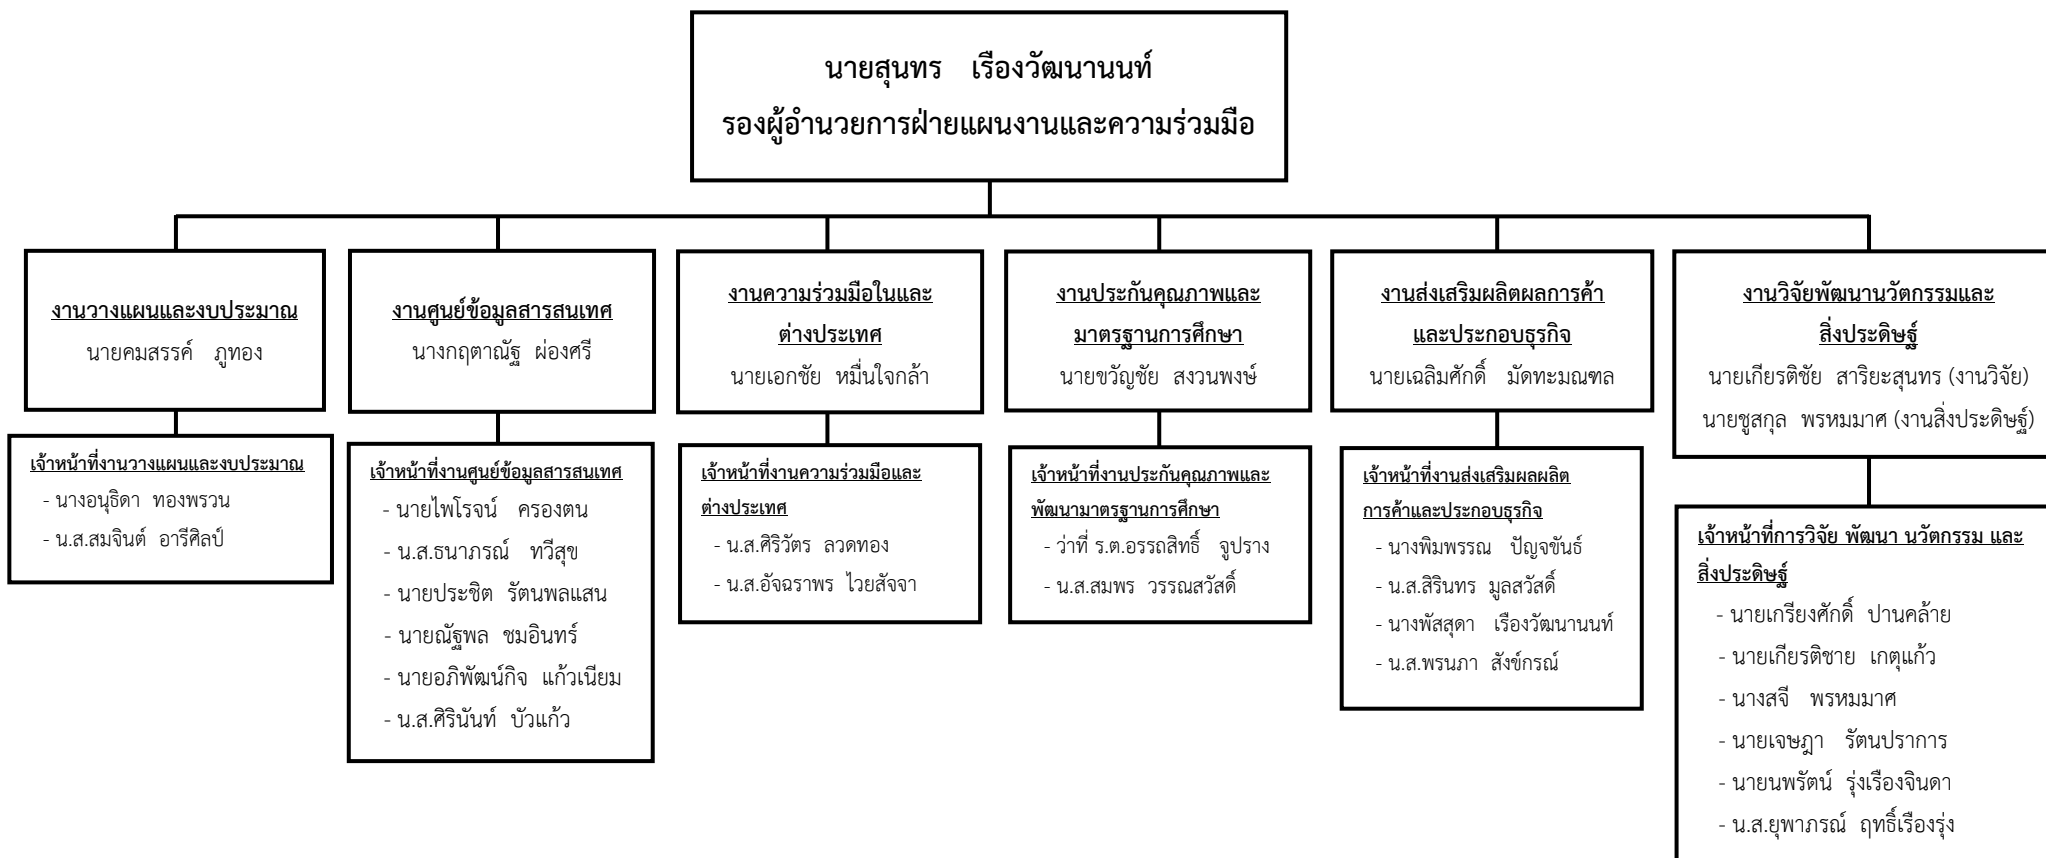 นายสุนทร เรืองวัฒนานนท์
รองผู้อำนวยการฝ่ายแผนงานและความร่วมมือ
งานวางแผนและงบประมาณ
นายคมสรรค์ ภูทอง
งานศูนย์ข้อมูลสารสนเทศ
นางกฤตาณัฐ ผ่องศรี
งานความร่วมมือในและ
ต่างประเทศ
นายเอกชัย หมื่นใจกล้า
งานประกันคุณภาพและ
มาตรฐานการศึกษา
นายขวัญชัย สงวนพงษ์
งานส่งเสริมผลิตผลการค้า
และประกอบธุรกิจ
นายเฉลิมศักดิ์ มัดทะมณฑล
งานวิจัยพัฒนานวัตกรรมและ
สิ่งประดิษฐ์
นายเกียรติชัย สาริยะสุนทร (งานวิจัย)
นายชูสกุล พรหมมาศ (งานสิ่งประดิษฐ์)
เจ้าหน้าที่งานวางแผนและงบประมาณ
- นางอนุธิดา ทองพรวน
- น.ส.สมจินต์ อารีศิลป์
เจ้าหน้าที่งานศูนย์ข้อมูลสารสนเทศ
- นายไพโรจน์ ครองตน
- น.ส.ธนาภรณ์ ทวีสุข
- นายประชิต รัตนพลแสน
- นายณัฐพล ชมอินทร์
- นายอภิพัฒน์กิจ แก้วเนียม
- น.ส.ศิรินันท์ บัวแก้ว
เจ้าหน้าที่งานความร่วมมือและ
ต่างประเทศ
- น.ส.ศิริวัตร ลวดทอง
- น.ส.อัจฉราพร ไวยสัจจา
เจ้าหน้าที่งานประกันคุณภาพและ
พัฒนามาตรฐานการศึกษา
- ว่าที่ ร.ต.อรรถสิทธิ์ จูปราง
- น.ส.สมพร วรรณสวัสดิ์
เจ้าหน้าที่งานส่งเสริมผลผลิต
การค้าและประกอบธุรกิจ
- นางพิมพรรณ ปัญจขันธ์
- น.ส.สิรินทร มูลสวัสดิ์
- นางพัสสุดา เรืองวัฒนานนท์
- น.ส.พรนภา สังข์กรณ์
เจ้าหน้าที่การวิจัย พัฒนา นวัตกรรม และ
สิ่งประดิษฐ์
- นายเกรียงศักดิ์ ปานคล้าย
- นายเกียรติชาย เกตุแก้ว
- นางสจี พรหมมาศ
- นายเจษฎา รัตนปราการ
- นายนพรัตน์ รุ่งเรืองจินดา
- น.ส.ยุพาภรณ์ ฤทธิ์เรืองรุ่ง